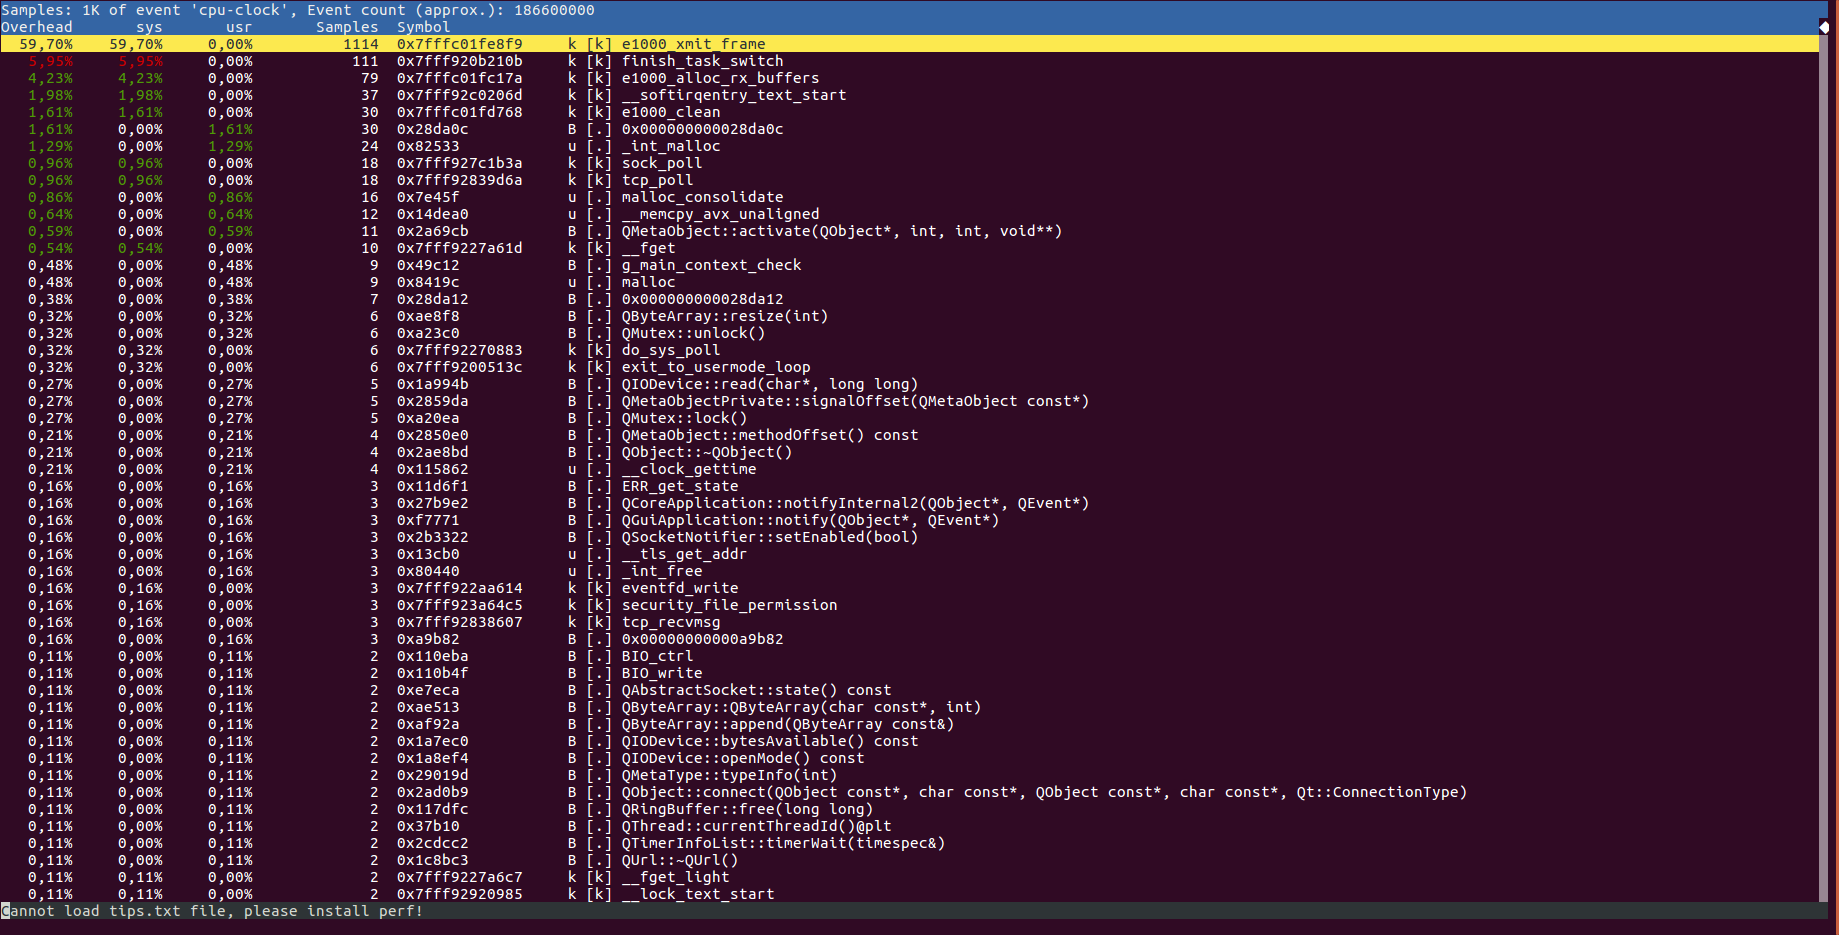 Samples: 1K of event 'cpu-clock', Event count (approx.): 186600000
Overhead sys usr Samples Symbol
59,70% 59,70% 0,00% 1114 0x7fffc01fe8f9 k [k] e1000_xmit_frame
5,95% 5,95% 0,00% 111 0x7fff920b210b k [k] finish_task_switch
4,23% 4,23% 0,00% 79 0x7fffc01fc17a k [k] e1000_alloc_rx_buffers
1,98% 1,98% 0,00% 37 0x7fff92c0206d k [k] __softirqentry_text_start
1,61% 1,61% 0,00% 30 0x7fffc01fd768 k [k] e1000_clean
1,61% 0,00% 1,61% 30 0x28da0c B [.] 0x000000000028da0c
1,29% 0,00% 1,29% 24 0x82533 u [.] _int_malloc
0,96% 0,96% 0,00% 18 0x7fff927c1b3a k [k] sock_poll
0,96% 0,96% 0,00% 18 0x7fff92839d6a k [k] tcp_poll
0,86% 0,00% 0,86% 16 0x7e45f u [.] malloc_consolidate
0,64% 0,00% 0,64% 12 0x14dea0 u [.] __memcpy_avx_unaligned
0,59% 0,00% 0,59% 11 0x2a69cb B [.] QMetaObject::activate(QObject*, int, int, void**)
0,54% 0,54% 0,00% 10 0x7fff9227a61d k [k] __fget
0,48% 0,00% 0,48% 9 0x49c12 B [.] g_main_context_check
0,48% 0,00% 0,48% 9 0x8419c u [.] malloc
0,38% 0,00% 0,38% 7 0x28da12 B [.] 0x000000000028da12
0,32% 0,00% 0,32% 6 0xae8f8 B [.] QByteArray::resize(int)
0,32% 0,00% 0,32% 6 0xa23c0 B [.] QMutex::unlock()
0,32% 0,32% 0,00% 6 0x7fff92270883 k [k] do_sys_poll
0,32% 0,32% 0,00% 6 0x7fff9200513c k [k] exit_to_usermode_loop
0,27% 0,00% 0,27% 5 0x1a994b B [.] QIODevice::read(char*, long long)
0,27% 0,00% 0,27% 5 0x2859da B [.] QMetaObjectPrivate::signalOffset(QMetaObject const*)
0,27% 0,00% 0,27% 5 0xa20ea B [.] QMutex::lock()
0,21% 0,00% 0,21% 4 0x2850e0 B [.] QMetaObject::methodOffset() const
0,21% 0,00% 0,21% 4 0x2ae8bd B [.] QObject::~QObject()
0,21% 0,00% 0,21% 4 0x115862 u [.] __clock_gettime
0,16% 0,00% 0,16% 3 0x11d6f1 B [.] ERR_get_state
0,16% 0,00% 0,16% 3 0x27b9e2 B [.] QCoreApplication::notifyInternal2(QObject*, QEvent*)
0,16% 0,00% 0,16% 3 0xf7771 B [.] QGuiApplication::notify(QObject*, QEvent*)
0,16% 0,00% 0,16% 3 0x2b3322 B [.] QSocketNotifier::setEnabled(bool)
0,16% 0,00% 0,16% 3 0x13cb0 u [.] __tls_get_addr
0,16% 0,00% 0,16% 3 0x80440 u [.] _int_free
0,16% 0,16% 0,00% 3 0x7fff922aa614 k [k] eventfd_write
0,16% 0,16% 0,00% 3 0x7fff923a64c5 k [k] security_file_permission
0,16% 0,16% 0,00% 3 0x7fff92838607 k [k] tcp_recvmsg
0,16% 0,00% 0,16% 3 0xa9b82 B [.] 0x00000000000a9b82
0,11% 0,00% 0,11% 2 0x110eba B [.] BIO_ctrl
0,11% 0,00% 0,11% 2 0x110b4f B [.] BIO_write
0,11% 0,00% 0,11% 2 0xe7eca B [.] QAbstractSocket::state() const
0,11% 0,00% 0,11% 2 0xae513 B [.] QByteArray::QByteArray(char const*, int)
0,11% 0,00% 0,11% 2 0xaf92a B [.] QByteArray::append(QByteArray const&)
0,11% 0,00% 0,11% 2 0x1a7ec0 B [.] QIODevice::bytesAvailable() const
0,11% 0,00% 0,11% 2 0x1a8ef4 B [.] QIODevice::openMode() const
0,11% 0,00% 0,11% 2 0x29019d B [.] QMetaType::typeInfo(int)
0,11% 0,00% 0,11% 2 0x2ad0b9 B [.] QObject::connect(QObject const*, char const*, QObject const*, char const*, Qt::ConnectionType)
0,11% 0,00% 0,11% 2 0x117dfc B [.] QRingBuffer::free(long long)
0,11% 0,00% 0,11% 2 0x37b10 B [.] QThread::currentThreadId()@plt
0,11% 0,00% 0,11% 2 0x2cdcc2 B [.] QTimerInfoList::timerWait(timespec&)
0,11% 0,00% 0,11% 2 0x1c8bc3 B [.] QUrl::~QUrl()
0,11% 0,11% 0,00% 2 0x7fff9227a6c7 k [k] __fget_light
0,11% 0,11% 0,00% 2 0x7fff92920985 k [k] __lock_text_start
Cannot load tips.txt file, please install perf!